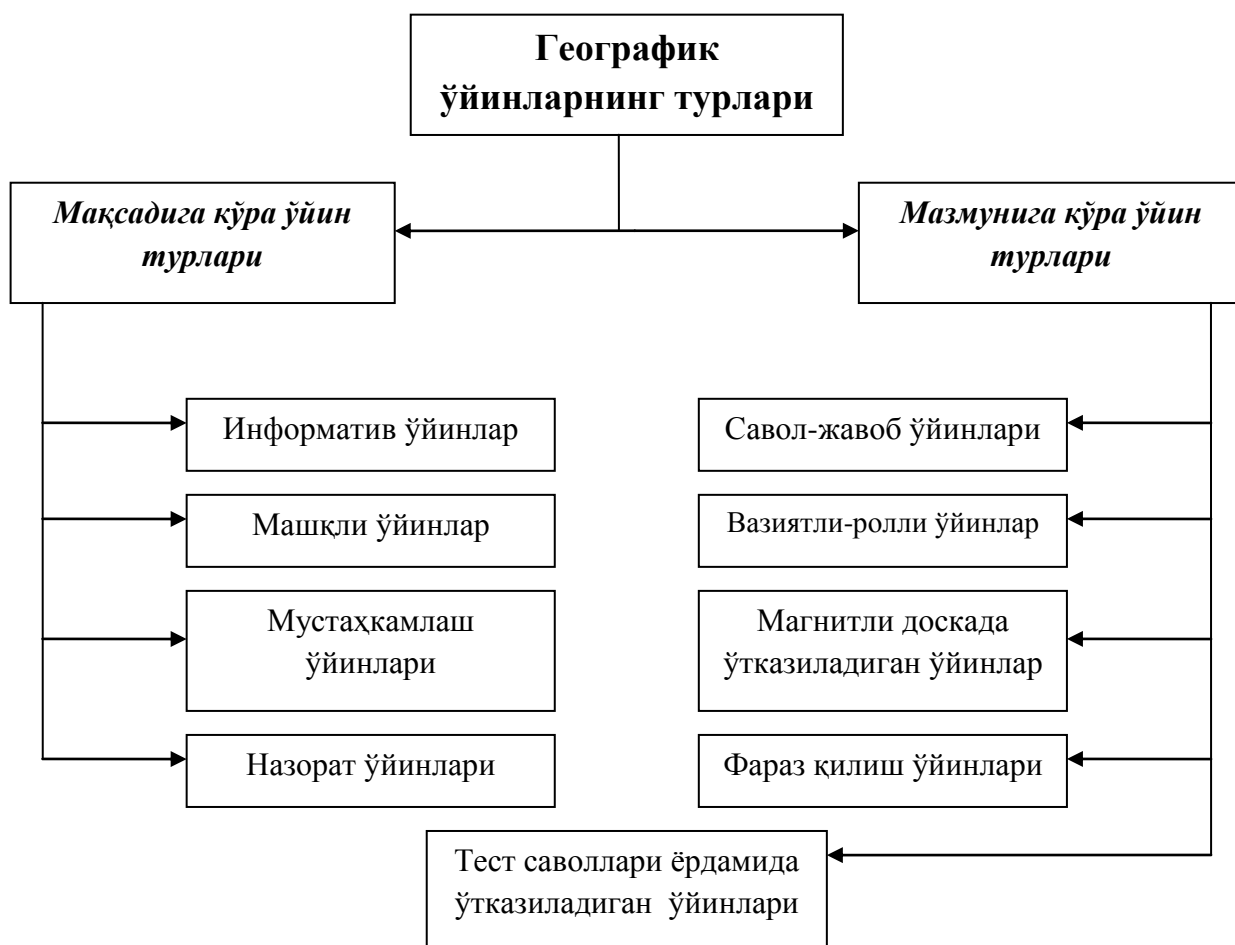 Географик
ўйинларнинг турлари
Мақсадига кўра ўйин
турлари
Мазмунига кўра ўйин
турлари
Информатив ўйинлар
Савол-жавоб ўйинлари
Машқли ўйинлар
Вазиятли-ролли ўйинлар
Мустаҳкамлаш
ўйинлари
Магнитли доскада
ўтказиладиган ўйинлар
Назорат ўйинлари
Фараз қилиш ўйинлари
Тест саволлари ёрдамида
ўтказиладиган ўйинлари